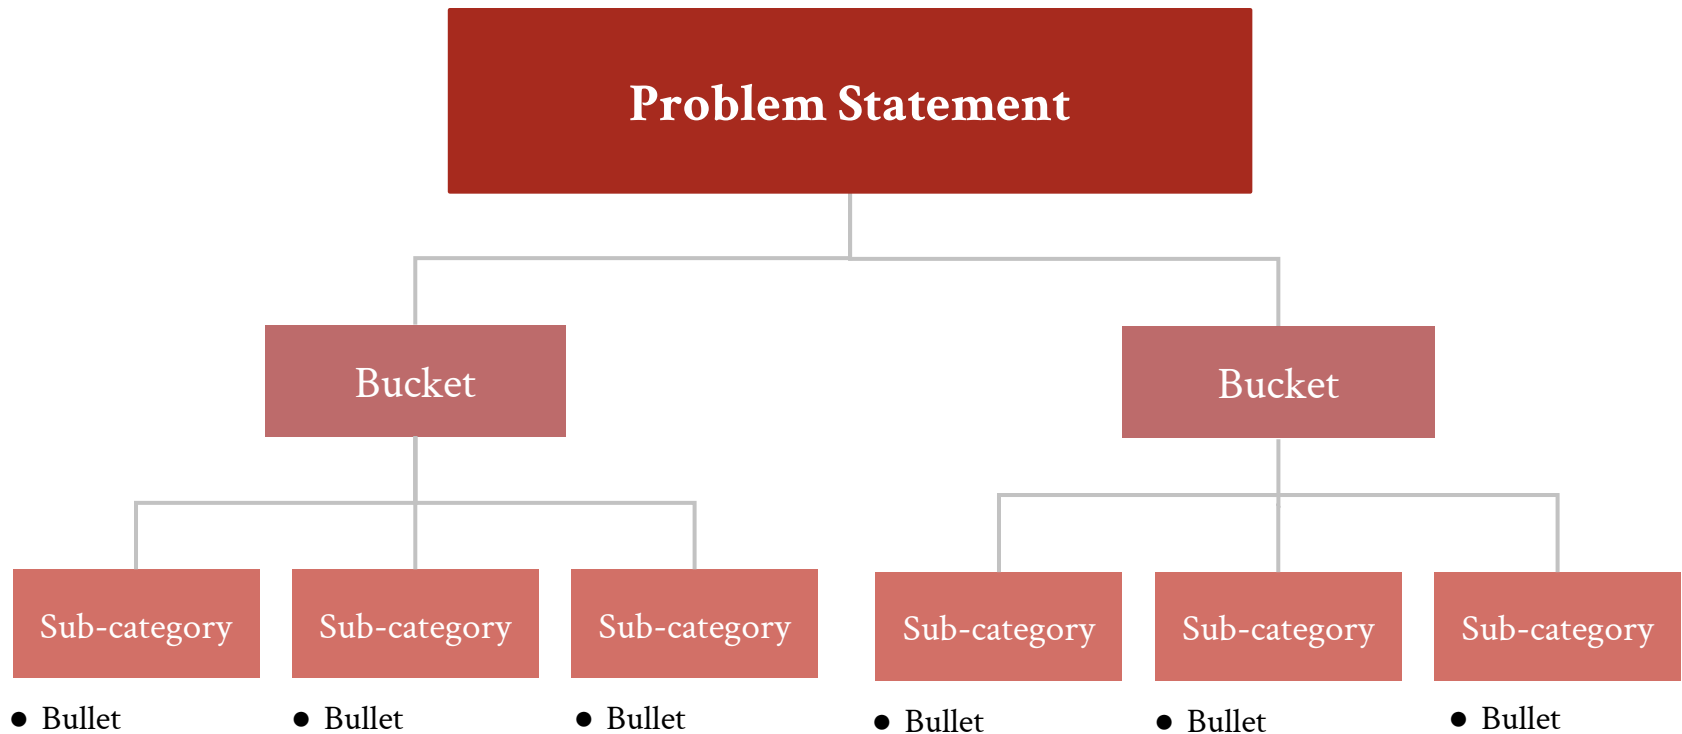 Problem Statement
Bucket
Bucket
Sub-category
Sub-category
Sub-category
Sub-category
Sub-category
Sub-category
● Bullet
● Bullet
● Bullet
● Bullet
● Bullet
● Bullet